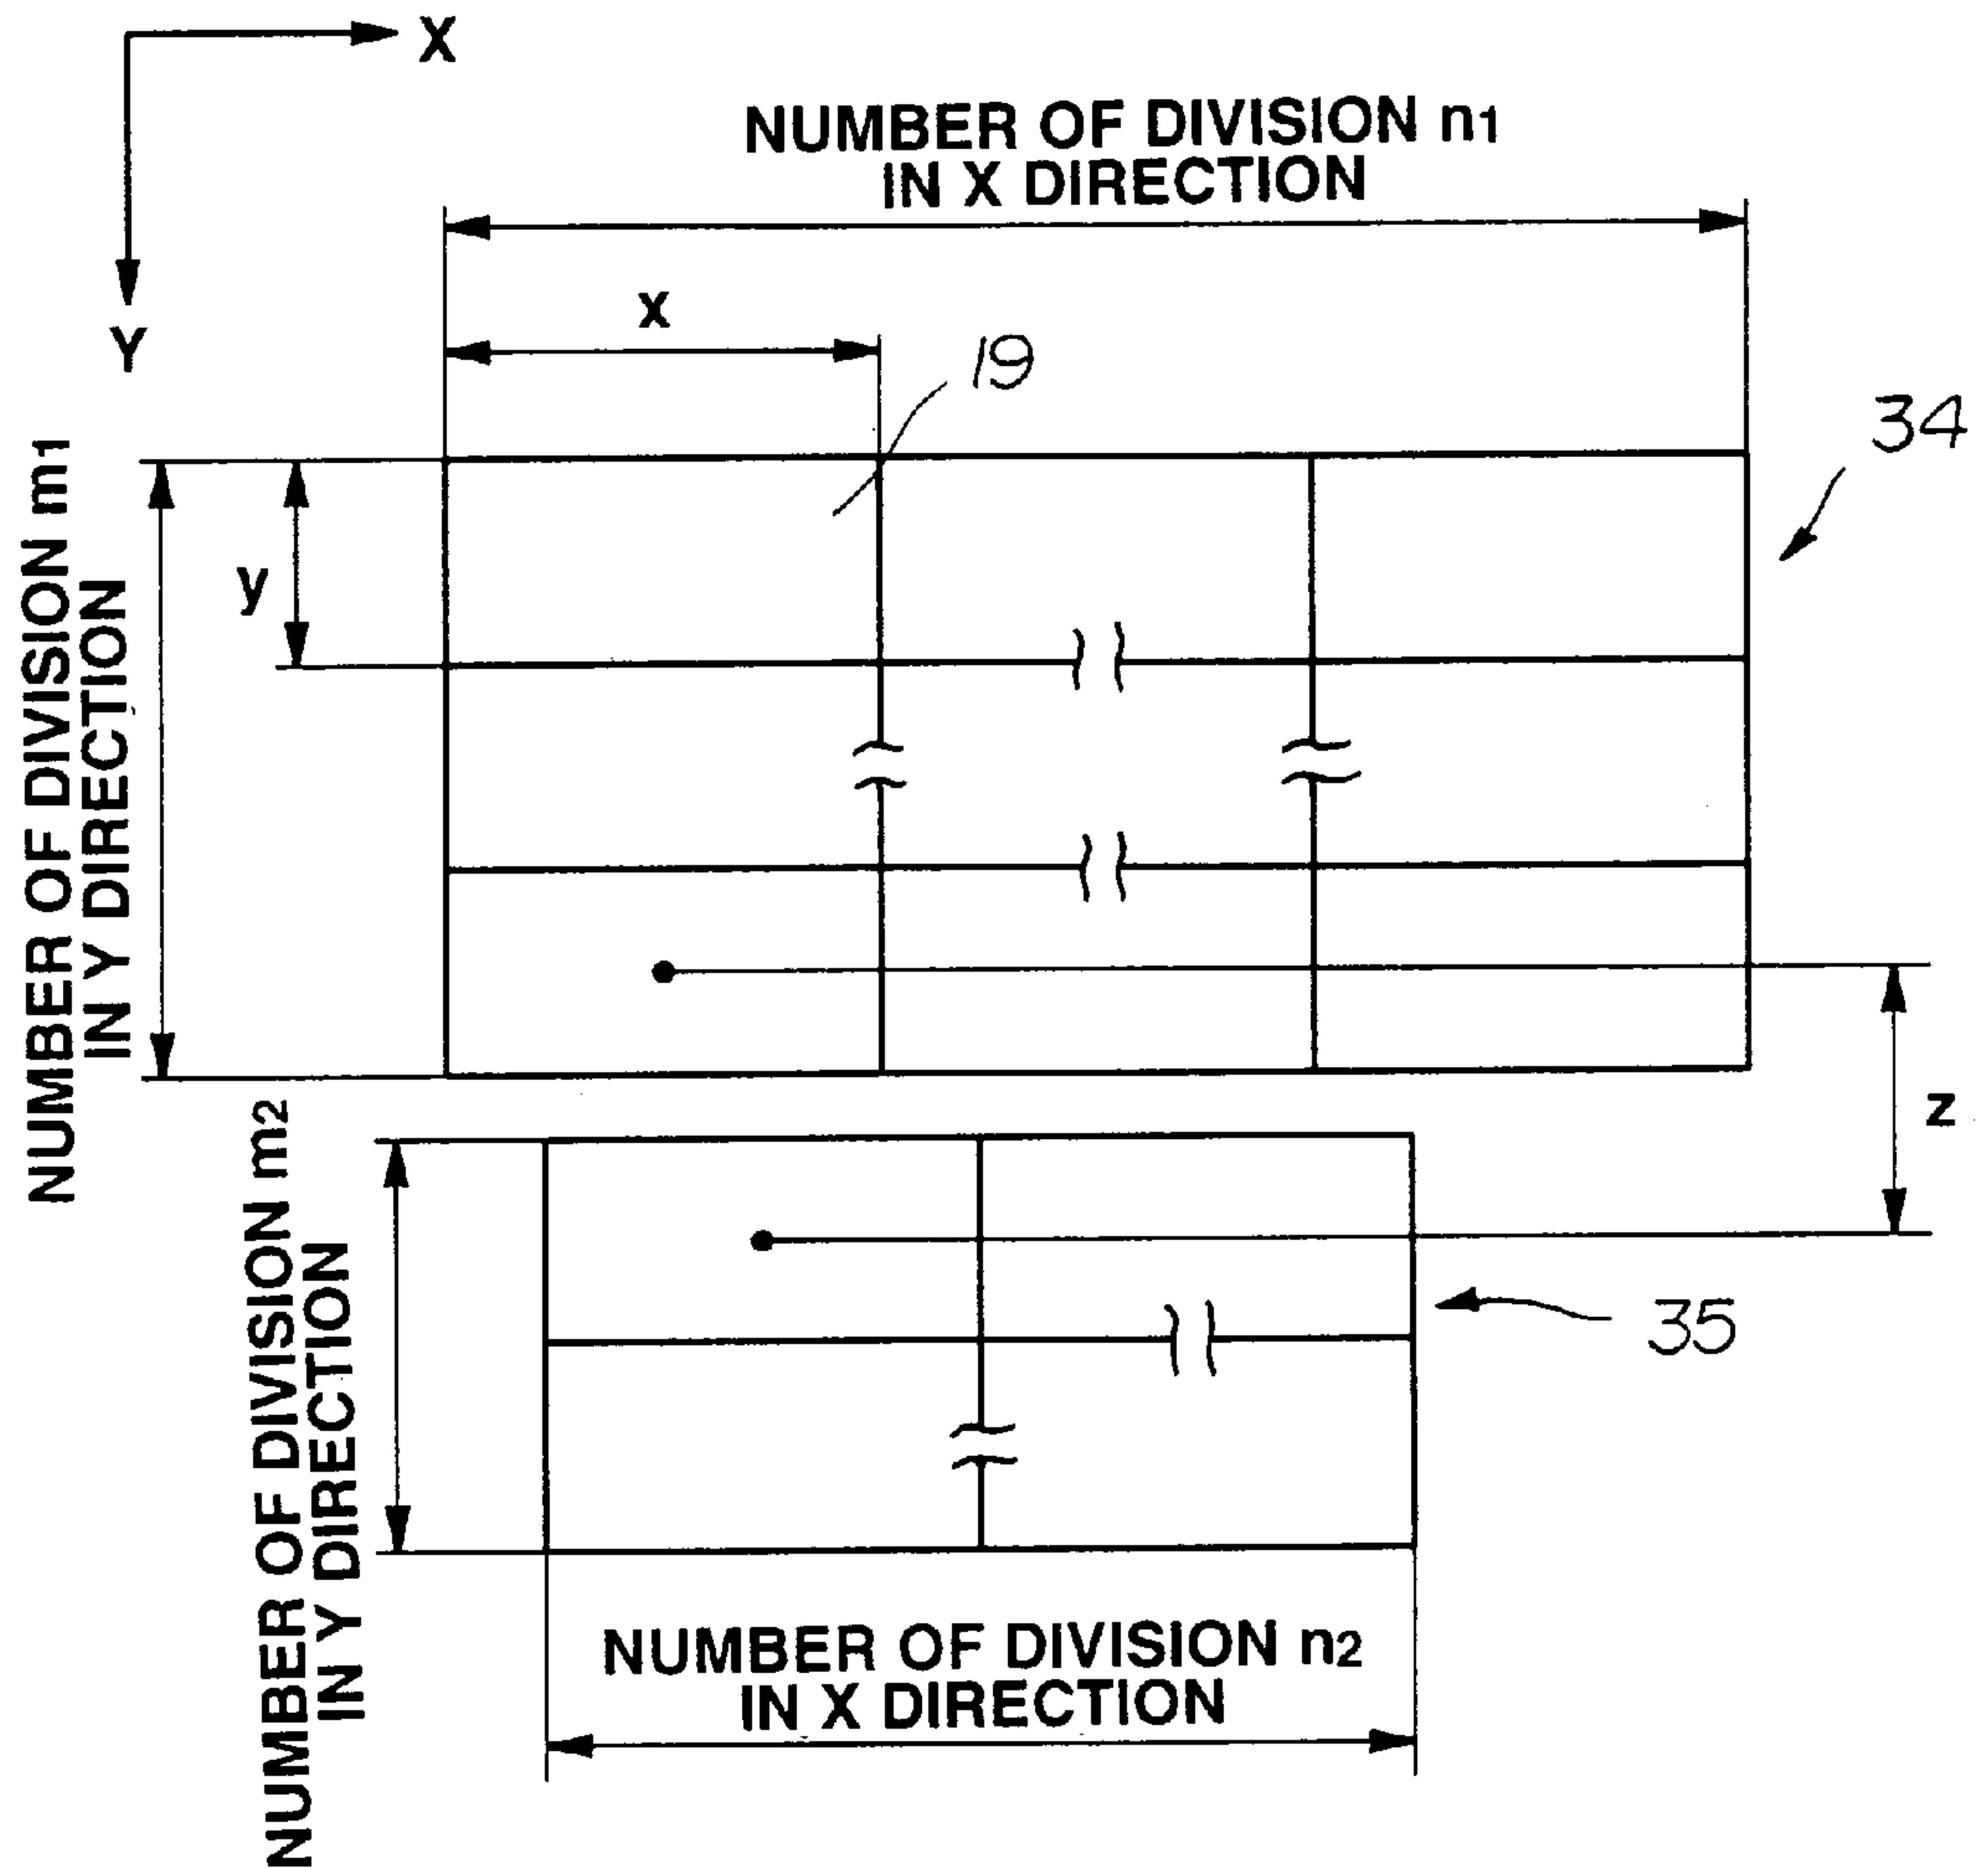 X
Y
NUMBER OF DIVISION n1
IN X DIRECTION
x
19
34
NUMBER OF DIVISION m1
IN Y DIRECTION
y
z
NUMBER OF DIVISION m2
IN Y DIRECTION
35
NUMBER OF DIVISION n2
IN X DIRECTION